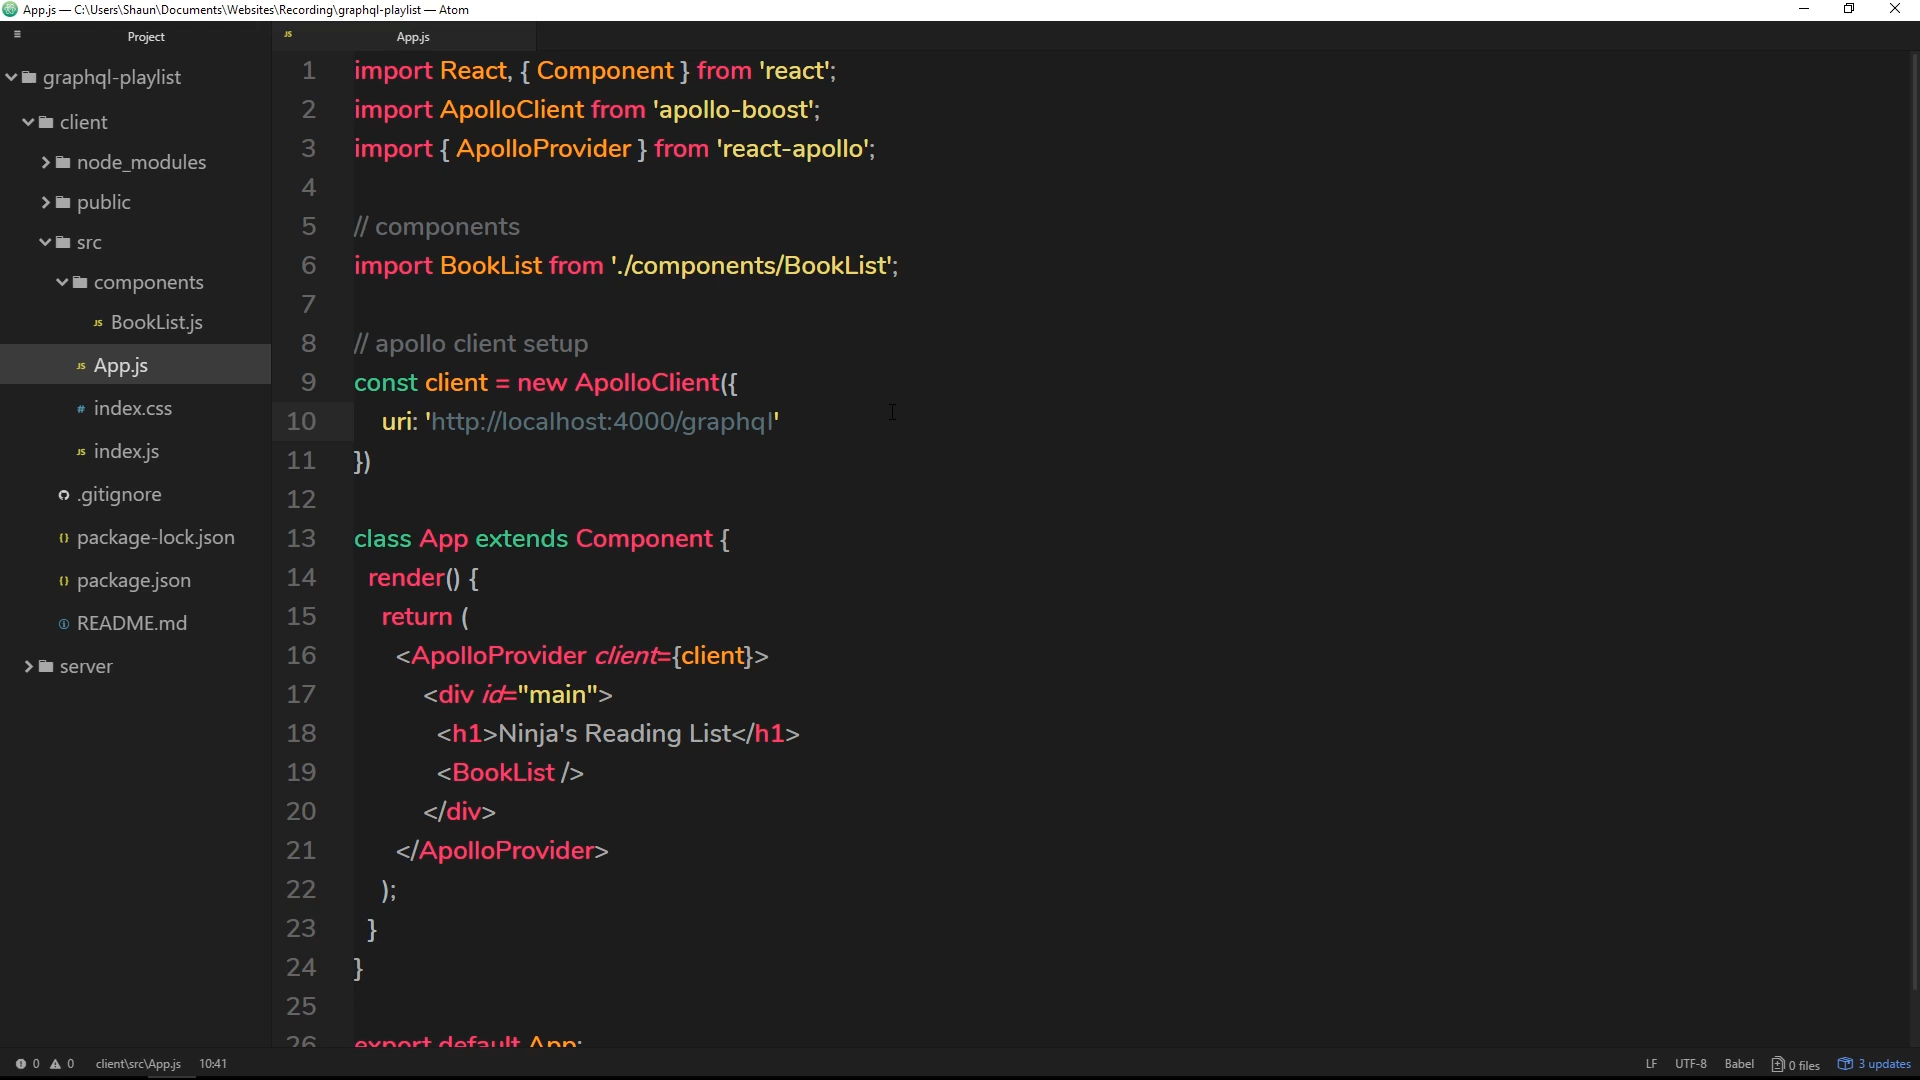 App.js — C:\Users\Shaun\Documents\Websites\Recording\graphql-playlist — Atom
Project
graphql-playlist
client
node_modules
public
src
components
BookList.js
App.js
index.css
index.js
.gitignore
package-lock.json
package.json
README.md
server
App.js
1 import React, { Component } from 'react';
2 import ApolloClient from 'apollo-boost';
3 import { ApolloProvider } from 'react-apollo';
4
5 // components
6 import BookList from './components/BookList';
7
8 // apollo client setup
9 const client = new ApolloClient({
10 uri: 'http://localhost:4000/graphql'
11 })
12
13 class App extends Component {
14 render() {
15 return (
16 <ApolloProvider client={client}>
17 <div id="main">
18 <h1>Ninja's Reading List</h1>
19 <BookList />
20 </div>
21 </ApolloProvider>
22 );
23 }
24 }
25
26 export default App;
0 0 client\src\App.js 10:41 LF UTF-8 Babel 0 files 3 updates